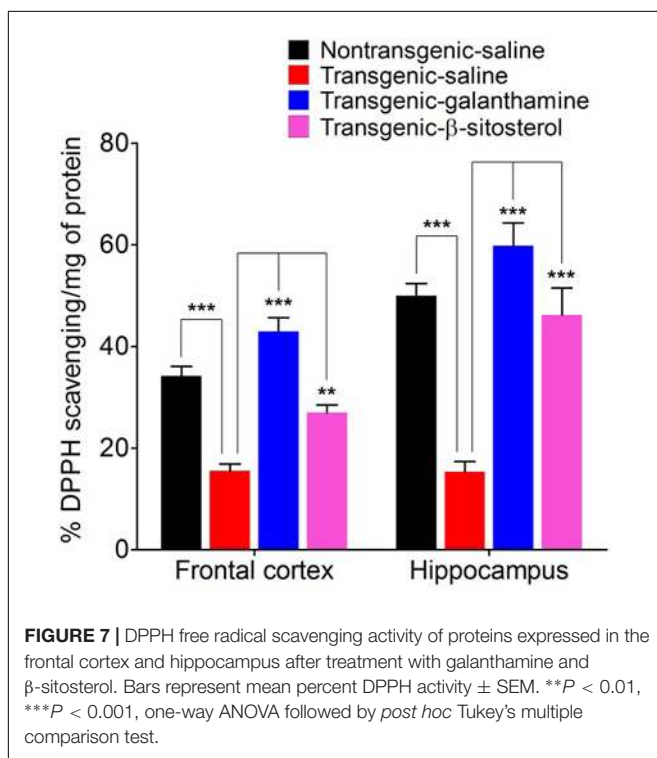 Nontransgenic-saline
Transgenic-saline
Transgenic-galanthamine
Transgenic-β-sitosterol
% DPPH scavenging/mg of protein
80
60
40
20
0
***
***
**
***
***
***
Frontal cortex
Hippocampus
FIGURE 7 | DPPH free radical scavenging activity of proteins expressed in the
frontal cortex and hippocampus after treatment with galanthamine and
β-sitosterol. Bars represent mean percent DPPH activity ± SEM. **P < 0.01,
***P < 0.001, one-way ANOVA followed by post hoc Tukey's multiple
comparison test.